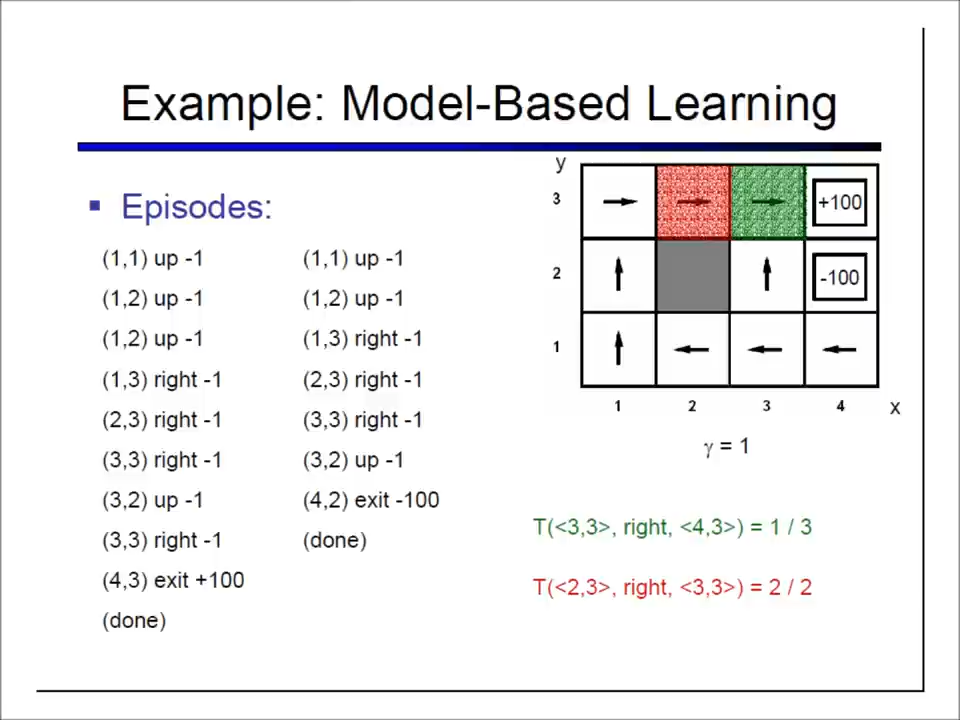 Example: Model-Based Learning
Episodes:
(1,1) up -1
(1,2) up -1
(1,2) up -1
(1,3) right -1
(2,3) right -1
(3,3) right -1
(3,2) up -1
(3,3) right -1
(4,3) exit +100
(done)
(1,1) up -1
(1,2) up -1
(1,3) right -1
(2,3) right -1
(3,3) right -1
(3,2) up -1
(4,2) exit -100
(done)
y
3
+100
2
-100
1
1 2 3 4 x
γ = 1
T(<3,3>, right, <4,3>) = 1 / 3
T(<2,3>, right, <3,3>) = 2 / 2